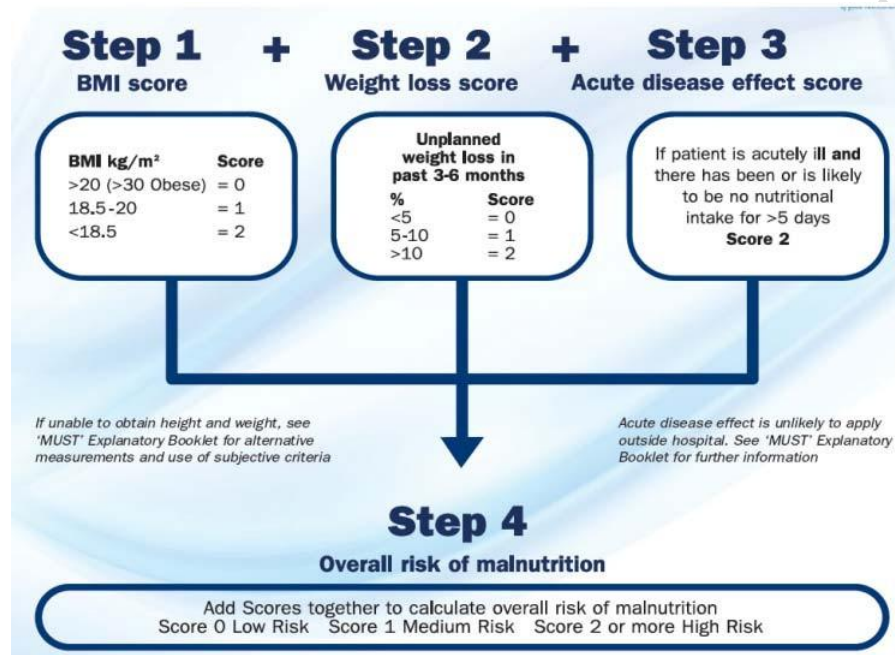 Step 1 + Step 2 + Step 3
BMI score Weight loss score Acute disease effect score
BMI kg/m² Score
>20 (>30 Obese) = 0
18.5-20 = 1
<18.5 = 2
Unplanned
weight loss in
past 3-6 months
% Score
<5 = 0
5-10 = 1
>10 = 2
If patient is acutely ill and
there has been or is likely
to be no nutritional
intake for >5 days
Score 2
If unable to obtain height and weight, see
‘MUST’ Explanatory Booklet for alternative
measurements and use of subjective criteria
Acute disease effect is unlikely to apply
outside hospital. See ‘MUST’ Explanatory
Booklet for further information
Step 4
Overall risk of malnutrition
Add Scores together to calculate overall risk of malnutrition
Score 0 Low Risk Score 1 Medium Risk Score 2 or more High Risk